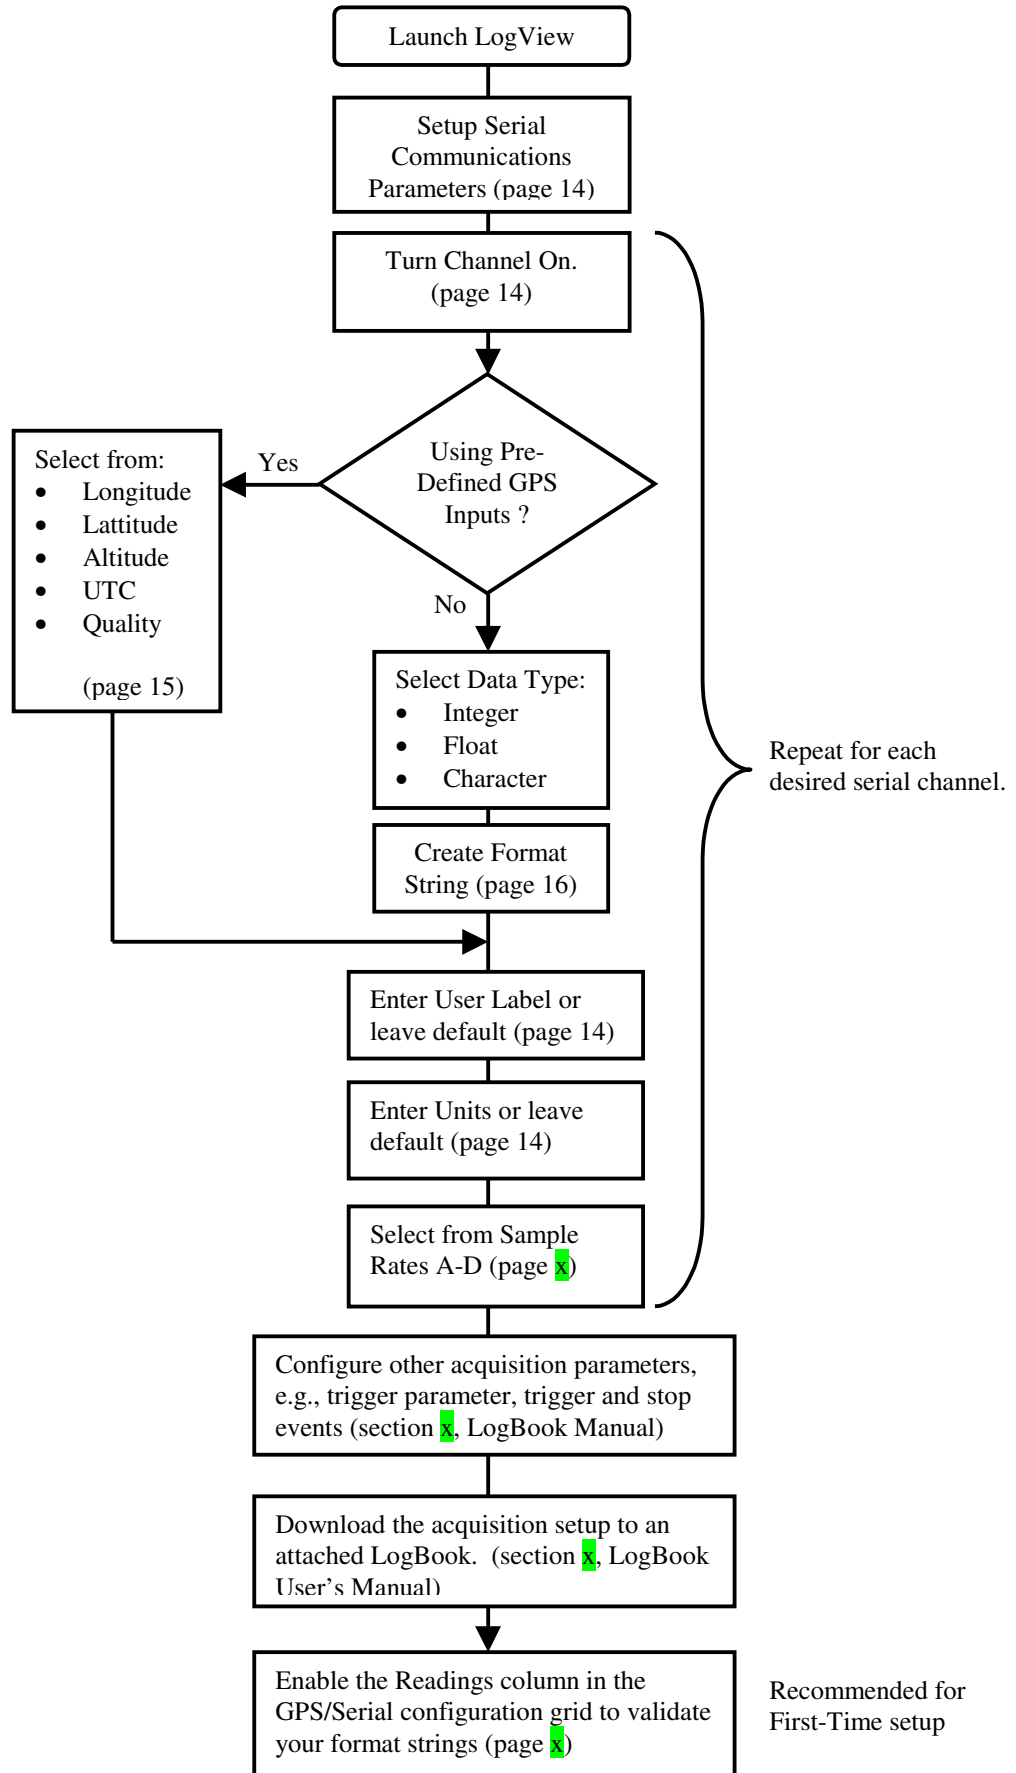 Launch LogView
Setup Serial
Communications
Parameters (page 14)
Turn Channel On.
(page 14)
Using Pre-
Defined GPS
Inputs ?
Yes
Select from:
• Longitude
• Lattitude
• Altitude
• UTC
• Quality
(page 15)
No
Select Data Type:
• Integer
• Float
• Character
Create Format
String (page 16)
Repeat for each
desired serial channel.
Enter User Label or
leave default (page 14)
Enter Units or leave
default (page 14)
Select from Sample
Rates A-D (page x)
Configure other acquisition parameters,
e.g., trigger parameter, trigger and stop
events (section x, LogBook Manual)
Download the acquisition setup to an
attached LogBook.  (section x, LogBook
User’s Manual)
Enable the Readings column in the
GPS/Serial configuration grid to validate
your format strings (page x)
Recommended for
First-Time setup